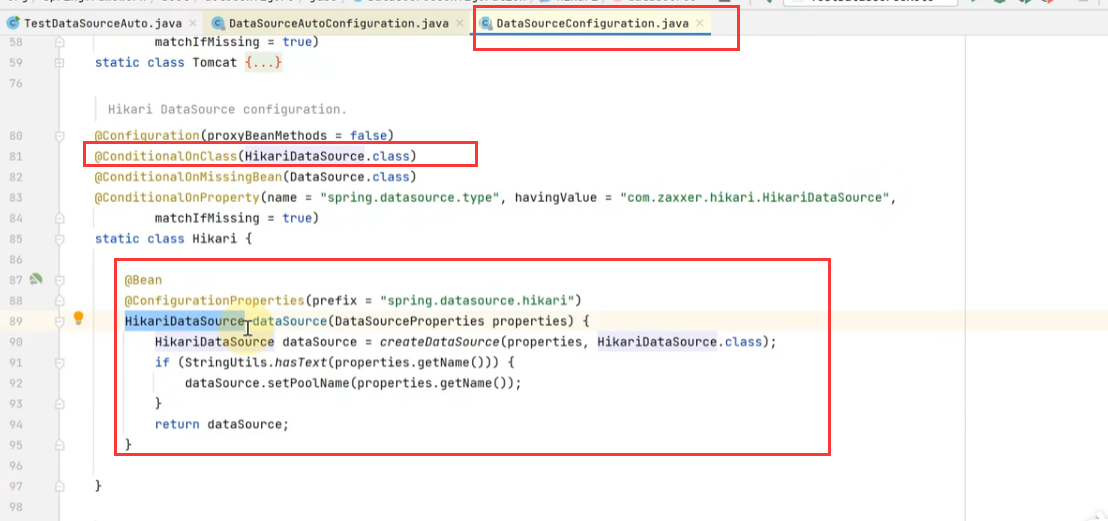 TestDataSourceAuto.java × DataSourceAutoConfiguration.java × DataSourceConfiguration.java ×
58 matchIfMissing = true)
59 static class Tomcat {...}
76
Hikari DataSource configuration.
80 @Configuration(proxyBeanMethods = false)
81 @ConditionalOnClass(HikariDataSource.class)
82 @ConditionalOnMissingBean(DataSource.class)
83 @ConditionalOnProperty(name = "spring.datasource.type", havingValue = "com.zaxxer.hikari.HikariDataSource",
84 matchIfMissing = true)
85 static class Hikari {
86
87 @Bean
88 @ConfigurationProperties(prefix = "spring.datasource.hikari")
89 HikariDataSource dataSource(DataSourceProperties properties) {
90 HikariDataSource dataSource = createDataSource(properties, HikariDataSource.class);
91 if (StringUtils.hasText(properties.getName())) {
92 dataSource.setPoolName(properties.getName());
93 }
94 return dataSource;
95 }
96
97 }
98